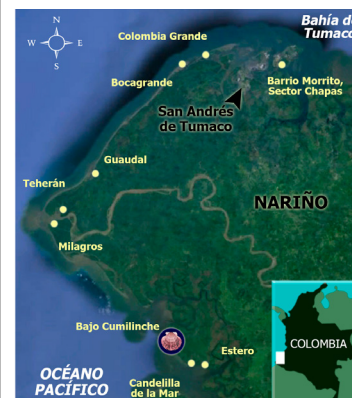 N
W E
S
Bahía de
Tumaco
Colombia Grande
Bocagrande
Barrio Morrito,
Sector Chapas
San Andrés
de Tumaco
Guaudal
Teherán
NARIÑO
Milagros
Bajo Cumilinche
COLOMBIA
Estero
OCÉANO
PACÍFICO
Candelilla
de la Mar